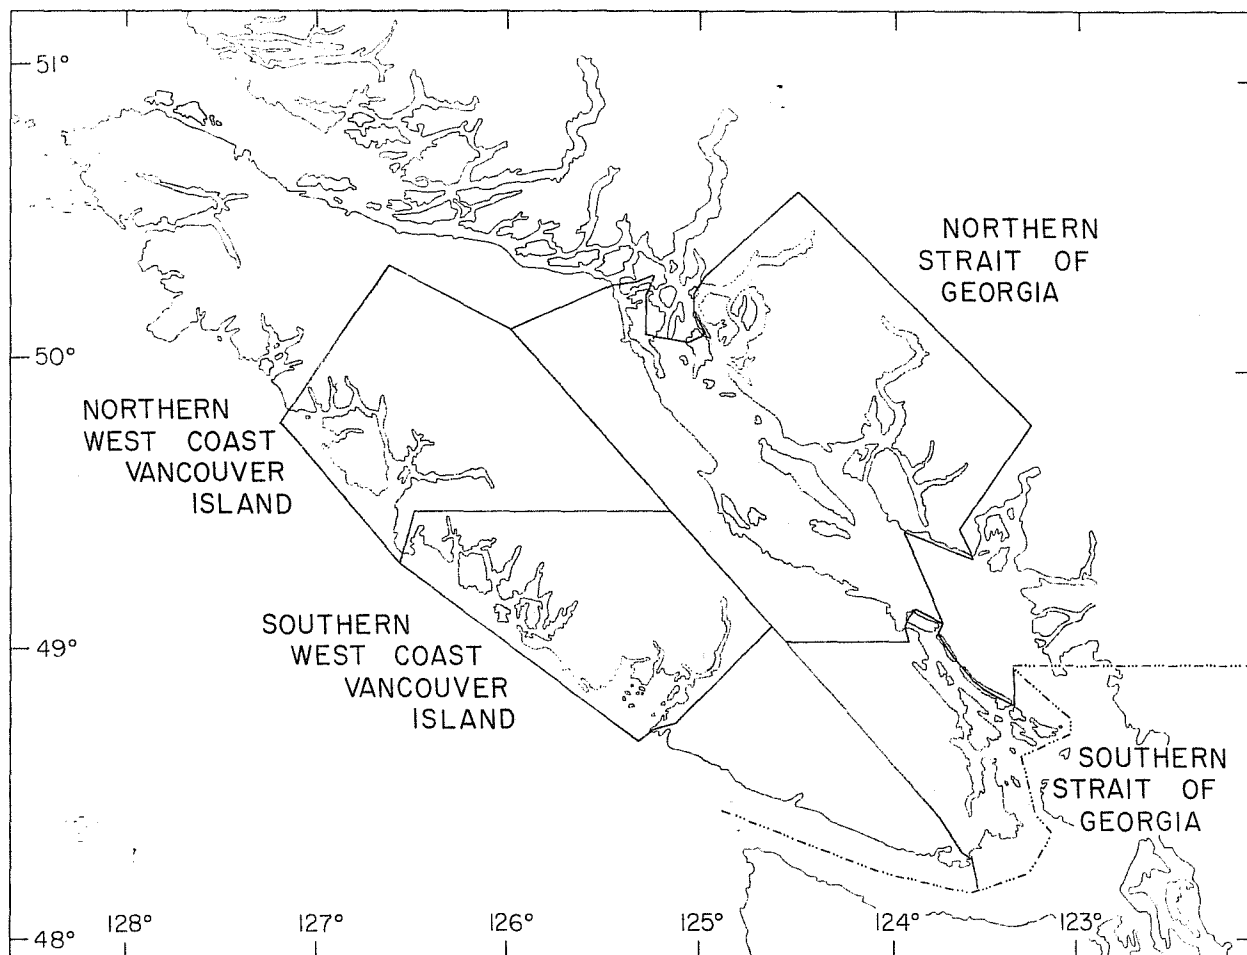 51°
NORTHERN
STRAIT OF
GEORGIA
50°
NORTHERN
WEST COAST
VANCOUVER
ISLAND
SOUTHERN
WEST COAST
VANCOUVER
ISLAND
49°
SOUTHERN
STRAIT OF
GEORGIA
48°
128° 127° 126° 125° 124° 123°